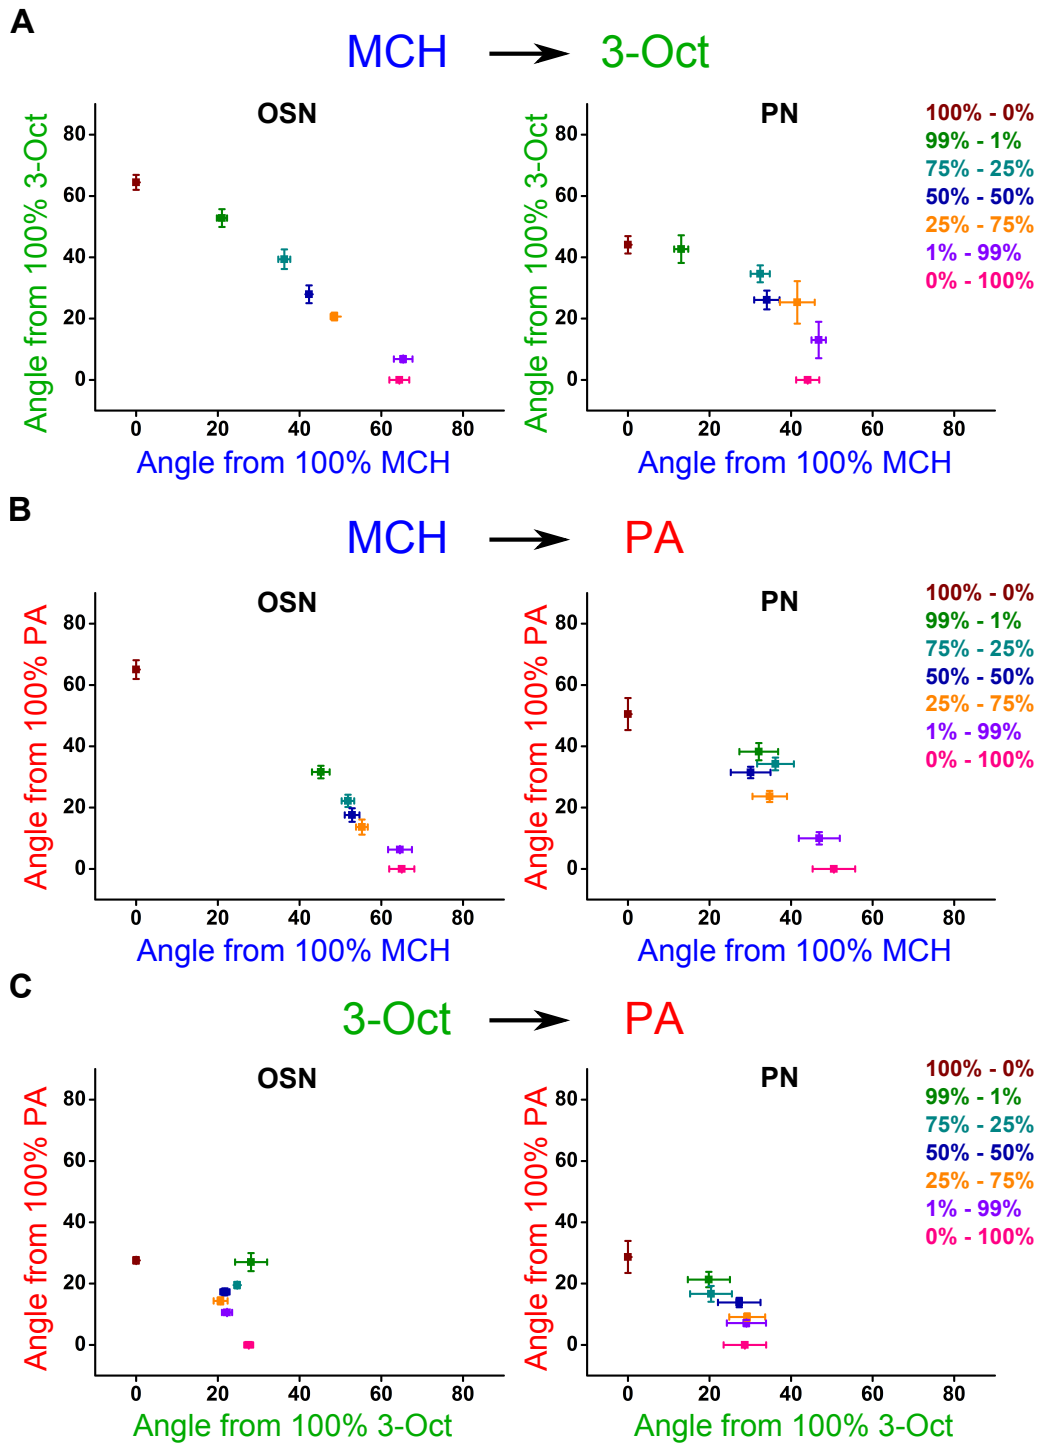 A
MCH 3-Oct
OSN
PN
Angle from 100% 3-Oct
80
60
40
20
0
0 20 40 60 80
Angle from 100% MCH
Angle from 100% 3-Oct
80
60
40
20
0
0 20 40 60 80
Angle from 100% MCH
100% - 0%
99% - 1%
75% - 25%
50% - 50%
25% - 75%
1% - 99%
0% - 100%
B
MCH PA
OSN
PN
Angle from 100% PA
80
60
40
20
0
0 20 40 60 80
Angle from 100% MCH
Angle from 100% PA
80
60
40
20
0
0 20 40 60 80
Angle from 100% MCH
100% - 0%
99% - 1%
75% - 25%
50% - 50%
25% - 75%
1% - 99%
0% - 100%
C
3-Oct PA
OSN
PN
Angle from 100% PA
80
60
40
20
0
0 20 40 60 80
Angle from 100% 3-Oct
Angle from 100% PA
80
60
40
20
0
0 20 40 60 80
Angle from 100% 3-Oct
100% - 0%
99% - 1%
75% - 25%
50% - 50%
25% - 75%
1% - 99%
0% - 100%